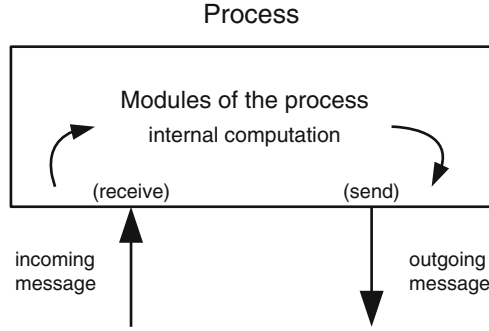 Process
Modules of the process
internal computation
(receive)
(send)
incoming
message
outgoing
message